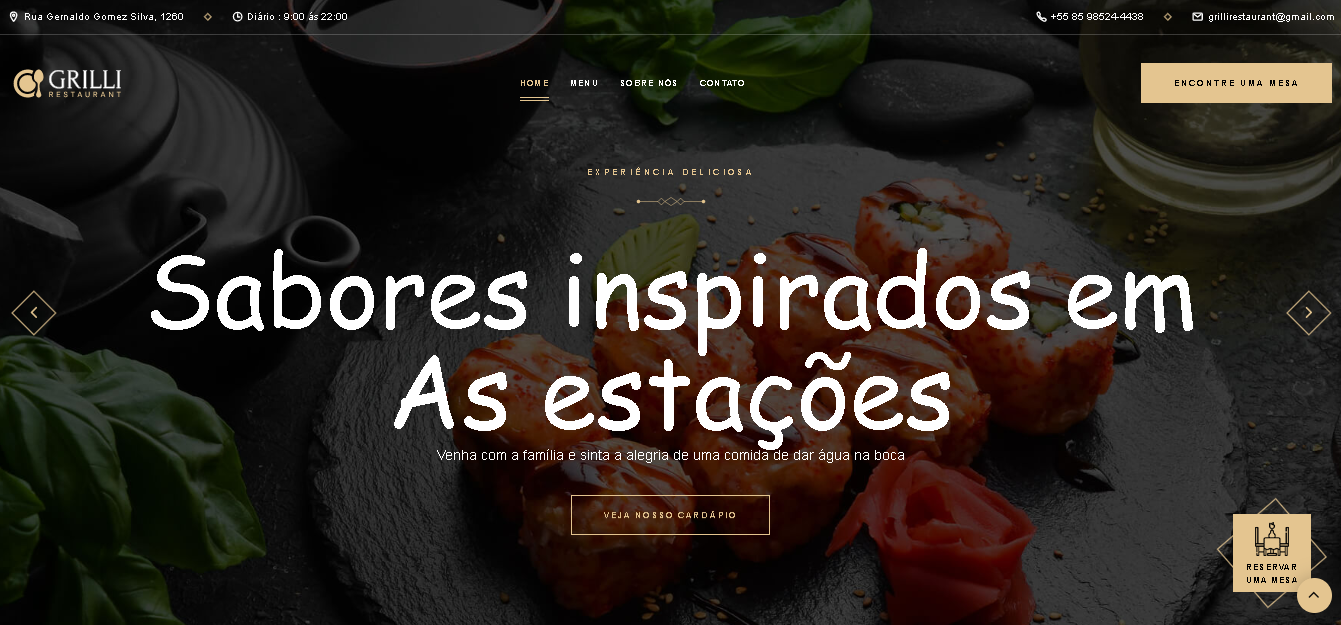 Rua Gernaldo Gomez Silva, 1260
Diário : 9:00 ás 22:00
+55 85 98524-4438
grillirestaurant@gmail.com
GRILLI
RESTAURANT
HOME
MENU
SOBRE NÓS
CONTATO
ENCONTRE UMA MESA
EXPERIÊNCIA DELICIOSA
Sabores inspirados em
As estações
Venha com a família e sinta a alegria de uma comida de dar água na boca
VEJA NOSSO CARDÁPIO
RESERVAR
UMA MESA